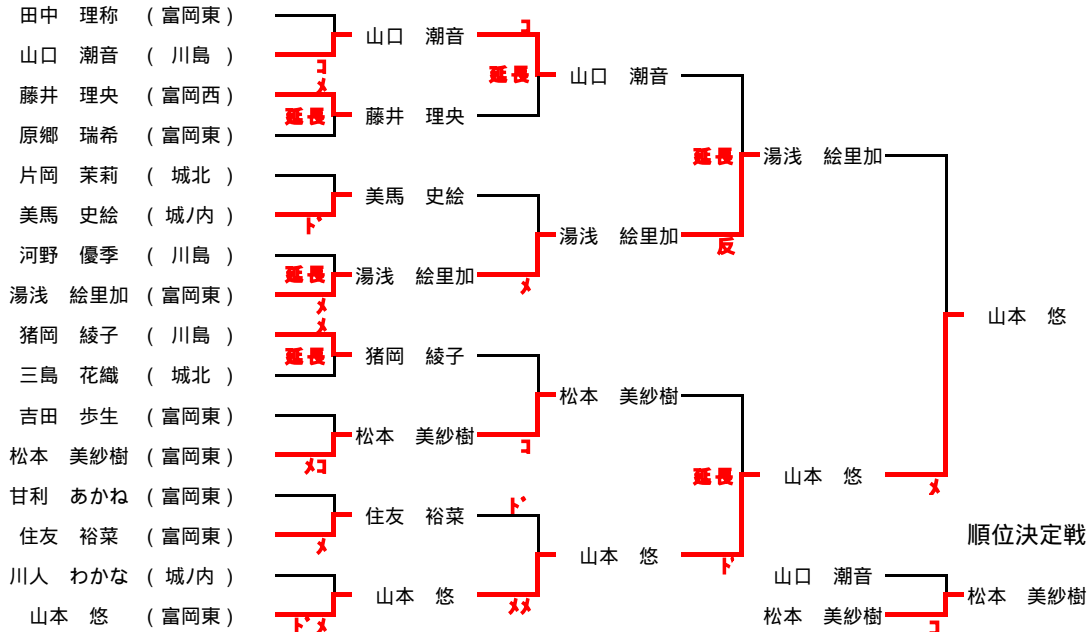 田中 理称 ( 富岡東 )
コ
山口 潮音
山口 潮音 ( 川島 )
コ
延長
山口 潮音
藤井 理央 ( 富岡西 )
メ
延長
藤井 理央
原郷 瑞希 ( 富岡東 )
延長
湯浅 絵里加
片岡 茉莉 ( 城北 )
美馬 史絵
美馬 史絵 ( 城ノ内 )
ド
湯浅 絵里加
反
河野 優季 ( 川島 )
延長
湯浅 絵里加
メ
湯浅 絵里加 ( 富岡東 )
メ
山本 悠
猪岡 綾子 ( 川島 )
メ
延長
猪岡 綾子
三島 花織 ( 城北 )
松本 美紗樹
吉田 歩生 ( 富岡東 )
松本 美紗樹
コ
松本 美紗樹 ( 富岡東 )
メコ
延長
山本 悠
メ
甘利 あかね ( 富岡東 )
住友 裕菜
ド
住友 裕菜 ( 富岡東 )
メ
山本 悠
ド
川人 わかな ( 城ノ内 )
山本 悠
メメ
山本 悠 ( 富岡東 )
ドメ
順位決定戦
山口 潮音
松本 美紗樹
松本 美紗樹
コ